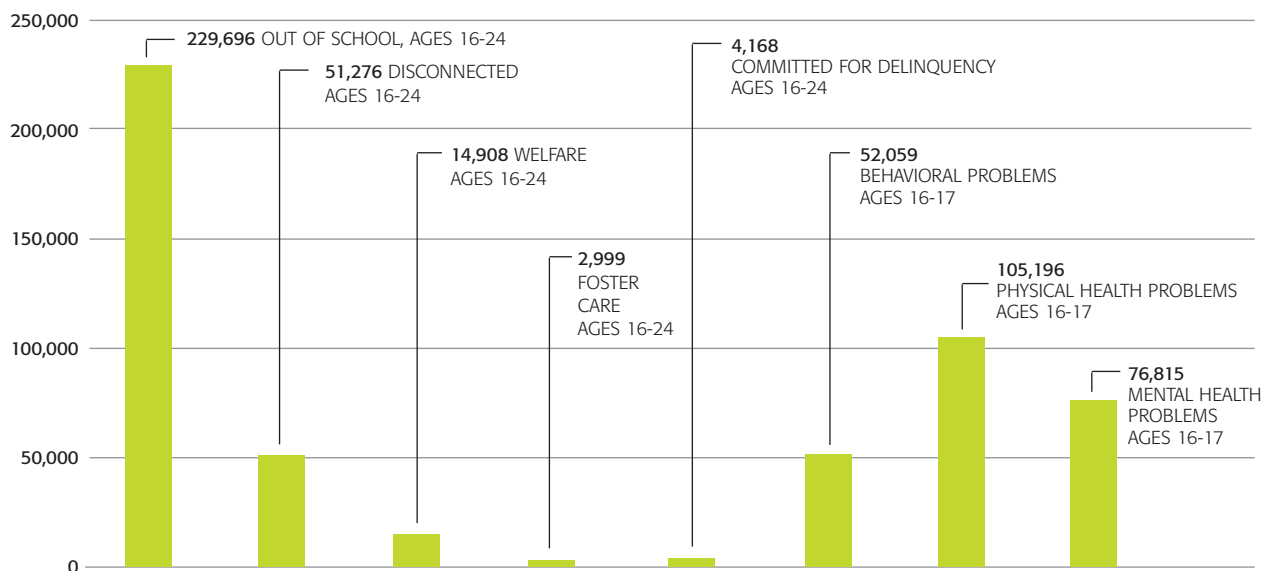 250,000
200,000
150,000
100,000
50,000
0
229,696 OUT OF SCHOOL, AGES 16-24
51,276 DISCONNECTED
AGES 16-24
14,908 WELFARE
AGES 16-24
2,999
FOSTER
CARE
AGES 16-24
4,168
COMMITTED FOR DELINQUENCY
AGES 16-24
52,059
BEHAVIORAL PROBLEMS
AGES 16-17
105,196
PHYSICAL HEALTH PROBLEMS
AGES 16-17
76,815
MENTAL HEALTH
PROBLEMS
AGES 16-17